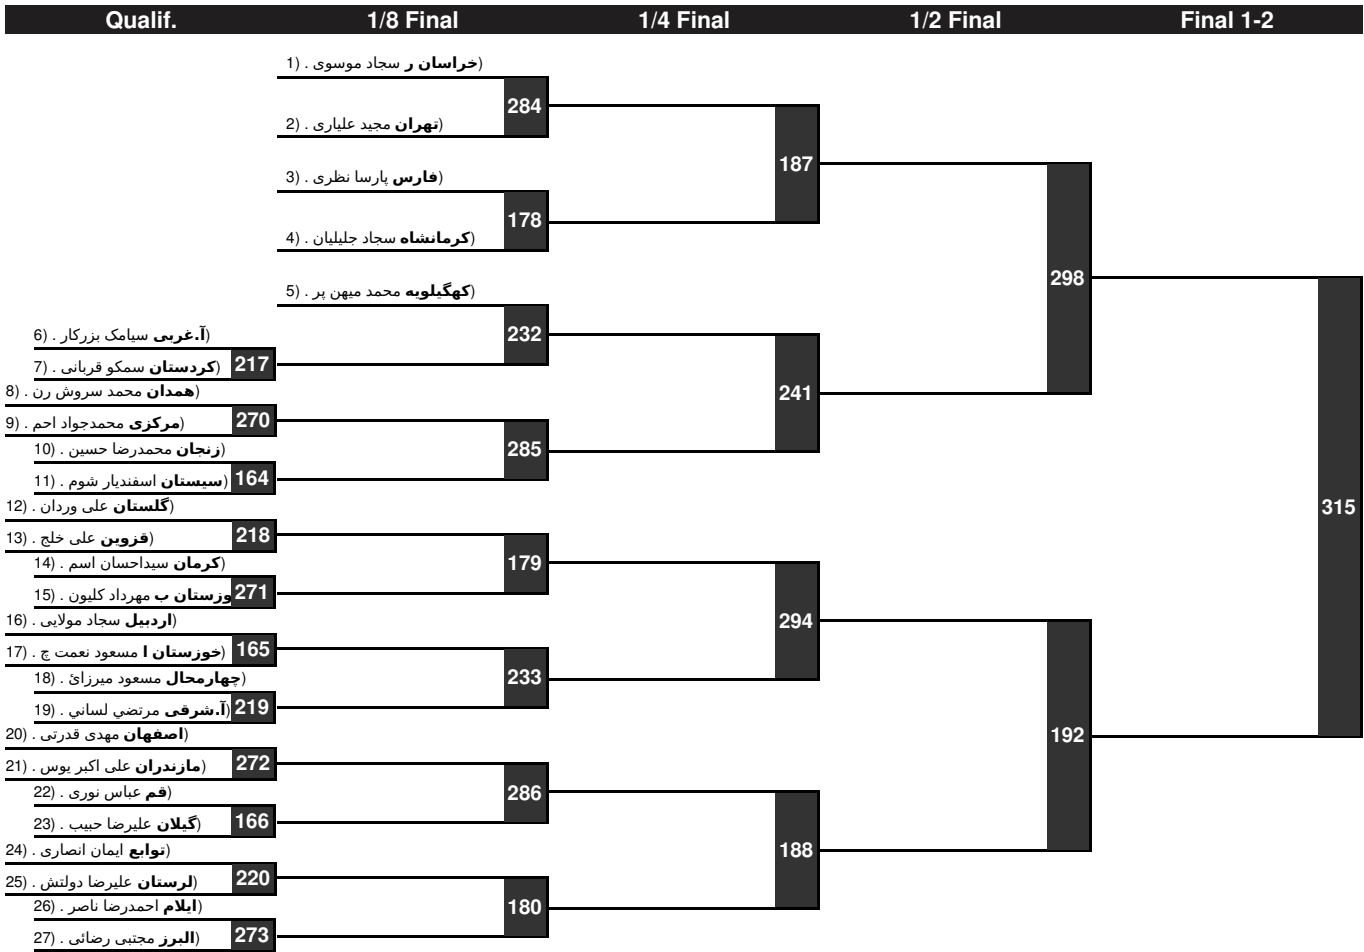 Qualif. 1/8 Final 1/4 Final 1/2 Final Final 1-2
1) . سجاد موسوی (خراسان ر
284
2) . مجید علیاری (تهران
187
3) . پارسا نظری (فارس
178
4) . سجاد جلیلیان (کرمانشاه
298
5) . محمد میهن پر (کهگیلویه
232
6) . سیامک بزرکار (آ.غربی
217
7) . سمکو قربانی (کردستان
8) . محمد سروش رن (همدان
241
270
9) . محمدجواد احم (مرکزی
285
10) . محمدرضا حسین (زنجان
164
11) . اسفندیار شوم (سیستان
12) . علی وردان (گلستان
315
218
13) . علی خلج (قزوین
179
14) . سیداحسان اسم (کرمان
271
15) . مهرداد کلیون وزستان ب
16) . سجاد مولایی (اردبیل
294
165
17) . مسعود نعمت چ (خوزستان ا
233
18) . مسعود میرزائ (چهارمحال
219
19) . مرتضي لساني (آ.شرقی
20) . مهدی قدرتی (اصفهان
192
272
21) . علی اکبر یوس (مازندران
286
22) . عباس نوری (قم
166
23) . علیرضا حبیب (گیلان
24) . ایمان انصاری (توابع
188
220
25) . علیرضا دولتش (لرستان
180
26) . احمدرضا ناصر (ایلام
273
27) . مجتبی رضائی (البرز